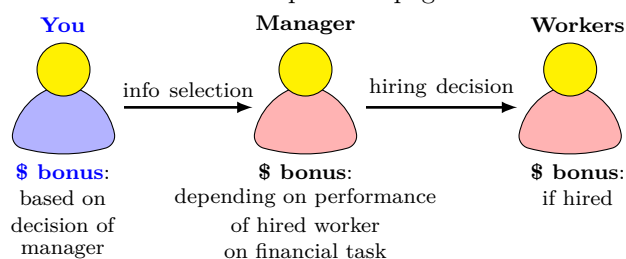 You
Manager
Workers
info selection
hiring decision
$ bonus:
based on
decision of
manager
$ bonus:
depending on performance
of hired worker
on financial task
$ bonus:
if hired